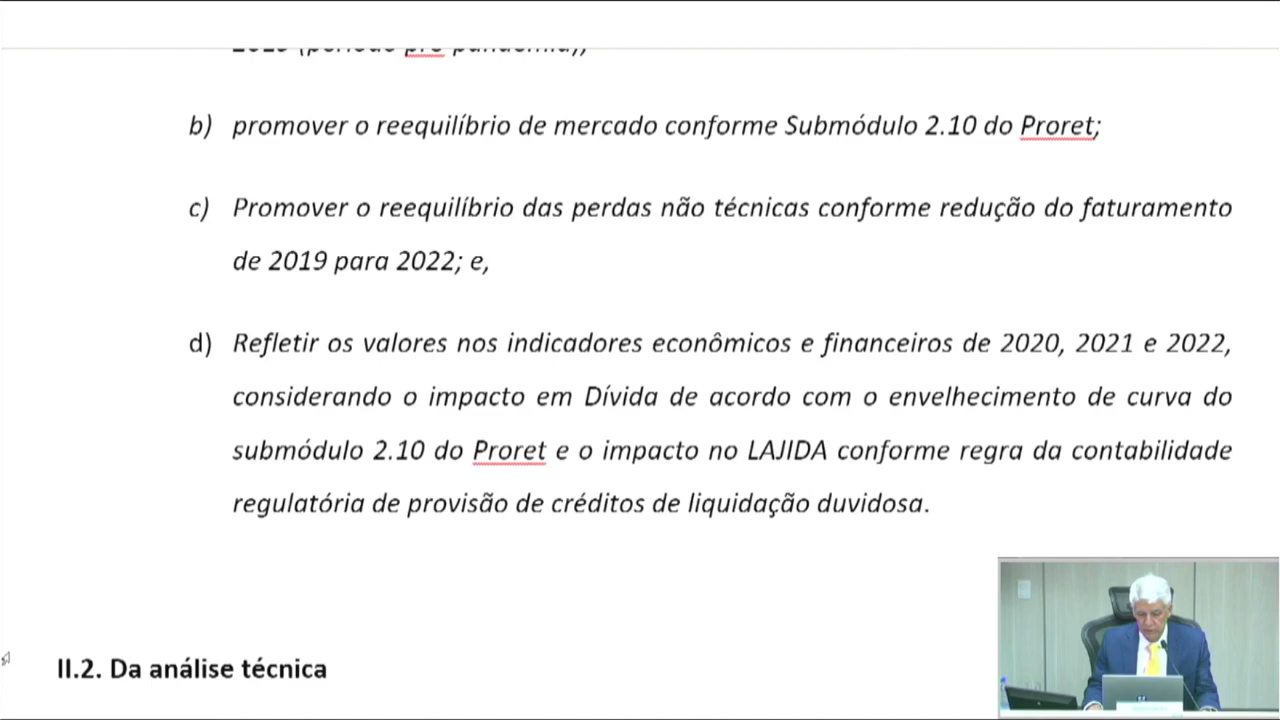 b) promover o reequilíbrio de mercado conforme Submódulo 2.10 do Proret;
c) Promover o reequilíbrio das perdas não técnicas conforme redução do faturamento
de 2019 para 2022; e,
d) Refletir os valores nos indicadores econômicos e financeiros de 2020, 2021 e 2022,
considerando o impacto em Dívida de acordo com o envelhecimento de curva do
submódulo 2.10 do Proret e o impacto no LAJIDA conforme regra da contabilidade
regulatória de provisão de créditos de liquidação duvidosa.
II.2. Da análise técnica